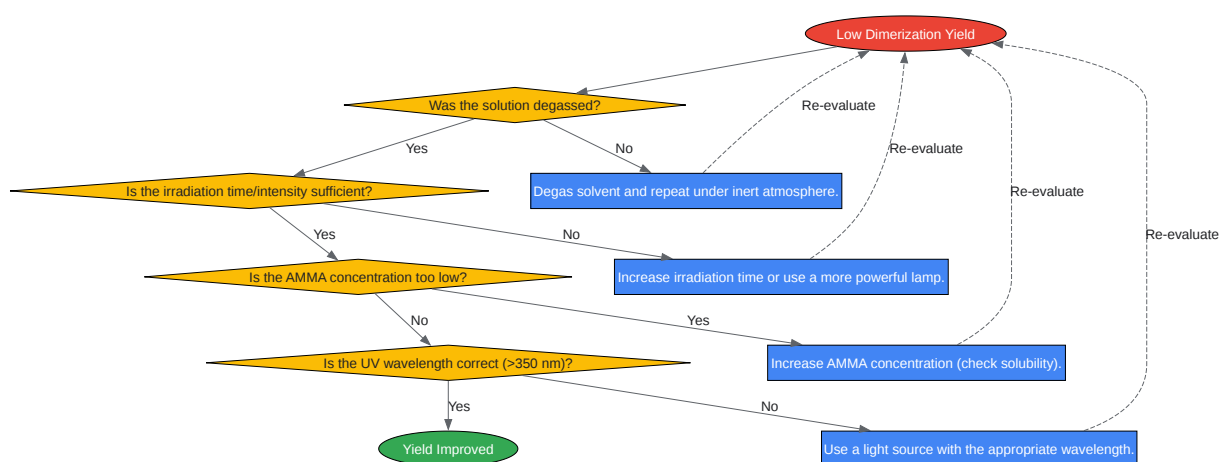 Low Dimerization Yield
Was the solution degassed?
Re-evaluate
Yes
No
Re-evaluate
Is the irradiation time/intensity sufficient?
Degas solvent and repeat under inert atmosphere.
Re-evaluate
Yes
No
Re-evaluate
Is the AMMA concentration too low?
Increase irradiation time or use a more powerful lamp.
No
Yes
Is the UV wavelength correct (>350 nm)?
Increase AMMA concentration (check solubility).
Yes
No
Yield Improved
Use a light source with the appropriate wavelength.